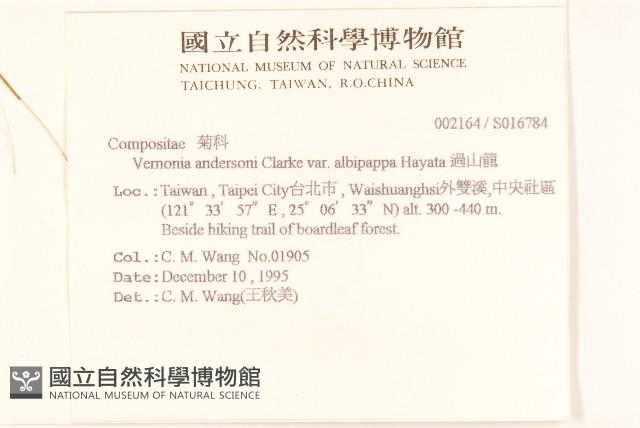 國立自然科學博物館
NATIONAL MUSEUM OF NATURAL SCIENCE
TAICHUNG, TAIWAN, R.O.CHINA
002164 / S016784
Compositae 菊科
Vernonia andersoni Clarke var. albipappa Hayata 過山龍
Loc.: Taiwan , Taipei City台北市 , Waishuanghsi外雙溪,中央社區
(121° 33′ 57″ E , 25° 06′ 33″ N) alt. 300 -440 m.
Beside hiking trail of boardleaf forest.
Col.: C. M. Wang No.01905
Date: December 10 , 1995
Det.: C. M. Wang(王秋美)
國立自然科學博物館
NATIONAL MUSEUM OF NATURAL SCIENCE